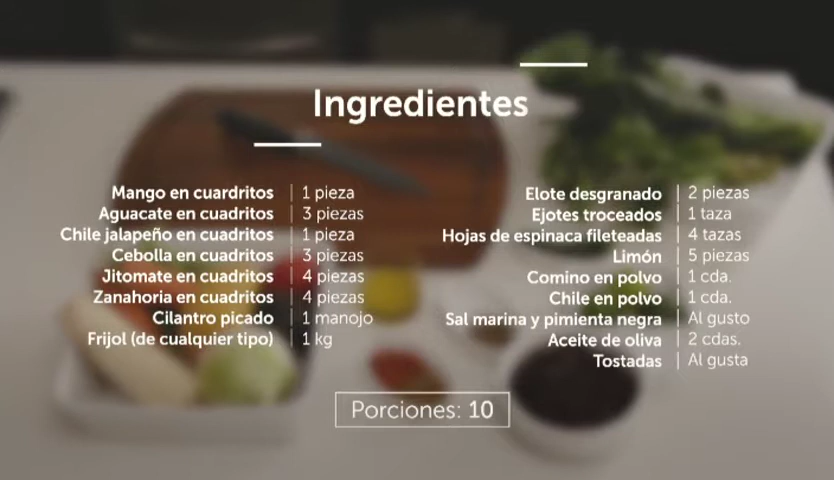 Ingredientes
Mango en cuardritos | 1 pieza
Aguacate en cuadritos | 3 piezas
Chile jalapeño en cuadritos | 1 pieza
Cebolla en cuadritos | 3 piezas
Jitomate en cuadritos | 4 piezas
Zanahoria en cuadritos | 4 piezas
Cilantro picado | 1 manojo
Frijol (de cualquier tipo) | 1 kg
Elote desgranado | 2 piezas
Ejotes troceados | 1 taza
Hojas de espinaca fileteadas | 4 tazas
Limón | 5 piezas
Comino en polvo | 1 cda.
Chile en polvo | 1 cda.
Sal marina y pimienta negra | Al gusto
Aceite de oliva | 2 cdas.
Tostadas | Al gusta
Porciones: 10